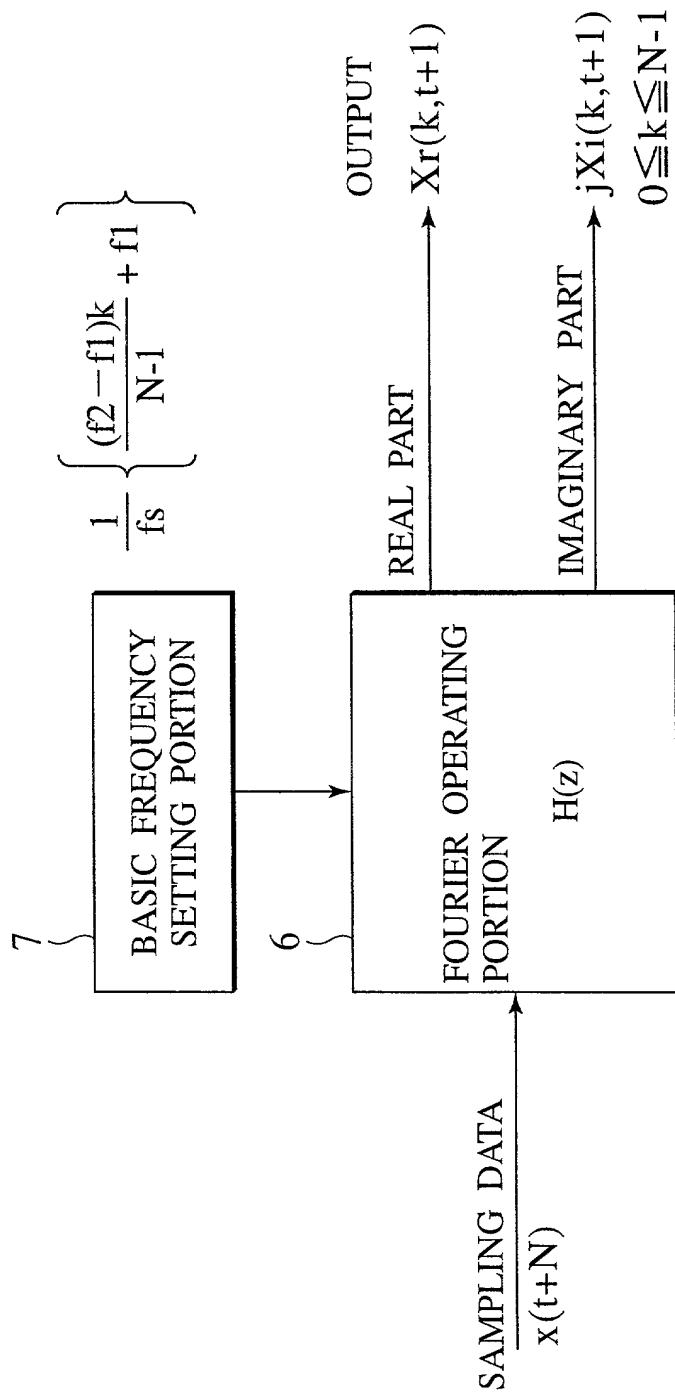 7
BASIC FREQUENCY
SETTING PORTION
1/fs { (f2−f1)k/N-1 + f1 }
6
FOURIER OPERATING
PORTION
H(z)
SAMPLING DATA
x(t+N)
REAL PART
OUTPUT
Xr(k,t+1)
IMAGINARY PART
jXi(k,t+1)
0≦k≦N-1